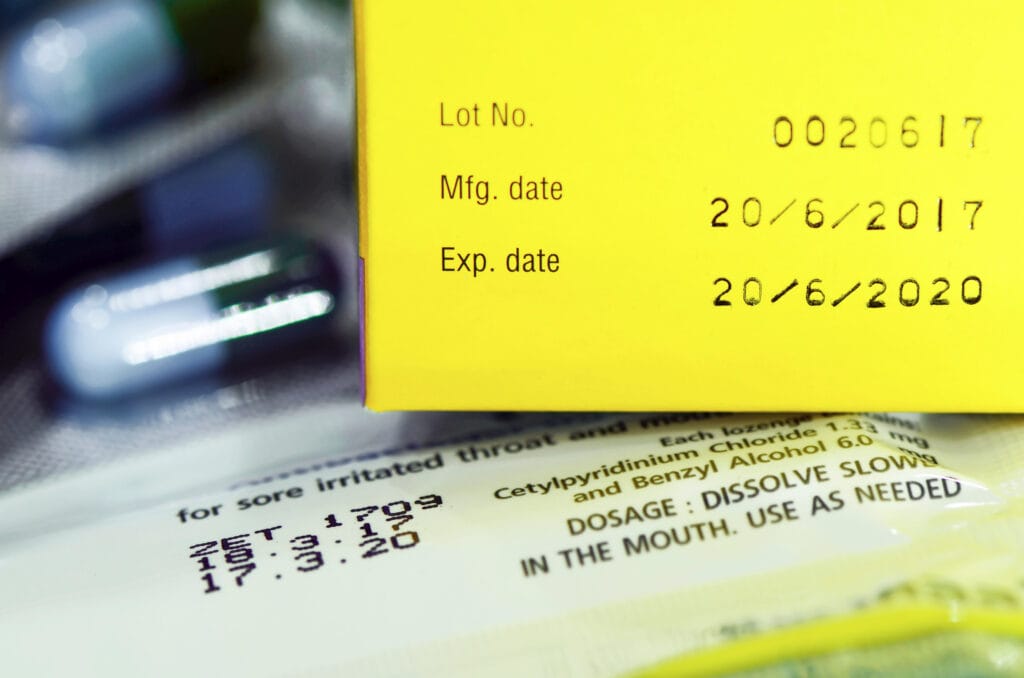 Lot No. 0020617
Mfg. date 20/6/2017
Exp. date 20/6/2020
for sore irritated throat and
Each lozenge contains:
Cetylpyridinium Chloride 1.33 mg
and Benzyl Alcohol 6.0 mg
DOSAGE : DISSOLVE SLOWLY
IN THE MOUTH. USE AS NEEDED
ZET 1709
18.3.17
17.3.20